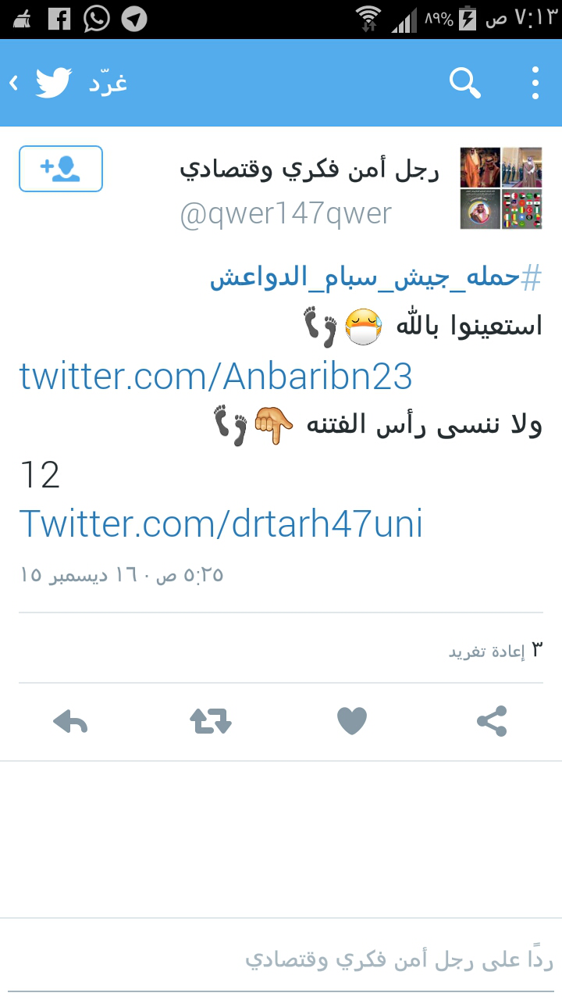 ٨٩% ٧:١٣ ص
غرّد
رجل أمن فكري وقتصادي
@qwer147qwer
#حمله_جيش_سبام_الدواعش
استعينوا بالله 😷👣
twitter.com/Anbaribn23
ولا ننسى رأس الفتنه 👇👣
12
Twitter.com/drtarh47uni
٥:٢٥ ص · ١٦ ديسمبر ١٥
٣ إعادة تغريد
ردًا على رجل أمن فكري وقتصادي